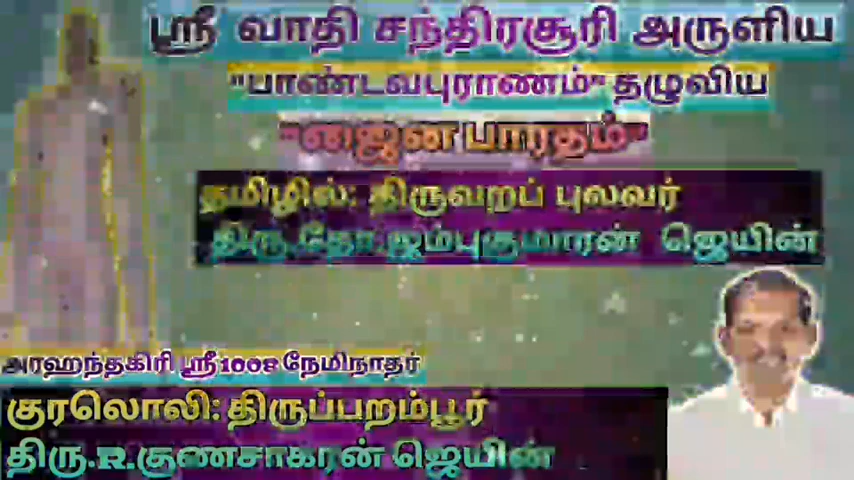 ஸ்ரீ வாதி சந்திரசூரி அருளிய
"பாண்டவபுராணம்" தழுவிய
"ஜைன பாரதம்"
தமிழில்: திருவறப் புலவர்
திரு.தோ.ஜம்புகுமாரன் ஜெயின்
அரஹந்தகிரி ஸ்ரீ 1008 நேமிநாதர்
குரலொலி: திருப்பறம்பூர்
திரு.R.குணசாகரன் ஜெயின்